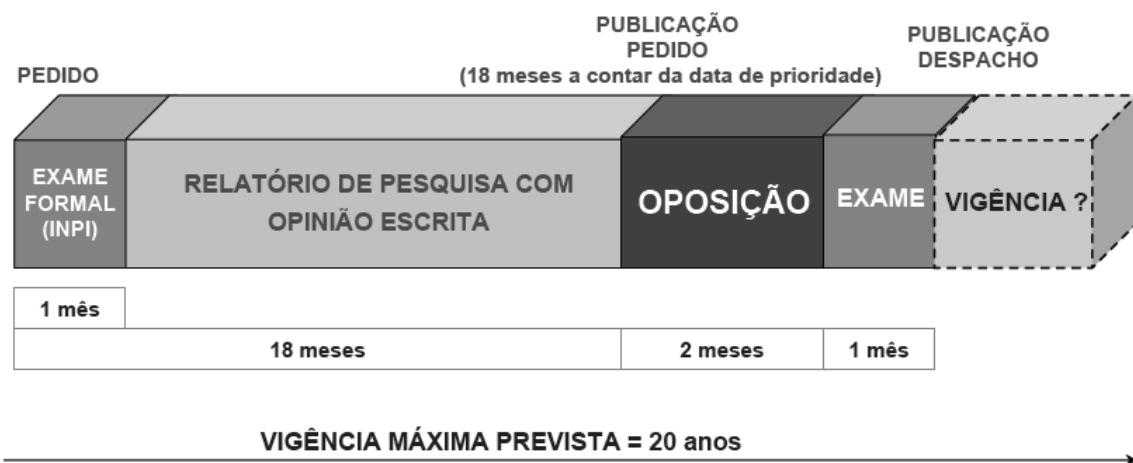 PUBLICAÇÃO
PEDIDO
(18 meses a contar da data de prioridade)
PUBLICAÇÃO
DESPACHO
PEDIDO
EXAME
FORMAL
(INPI)
RELATÓRIO DE PESQUISA COM
OPINIÃO ESCRITA
OPOSIÇÃO
EXAME
VIGÊNCIA ?
1 mês
18 meses
2 meses
1 mês
VIGÊNCIA MÁXIMA PREVISTA = 20 anos